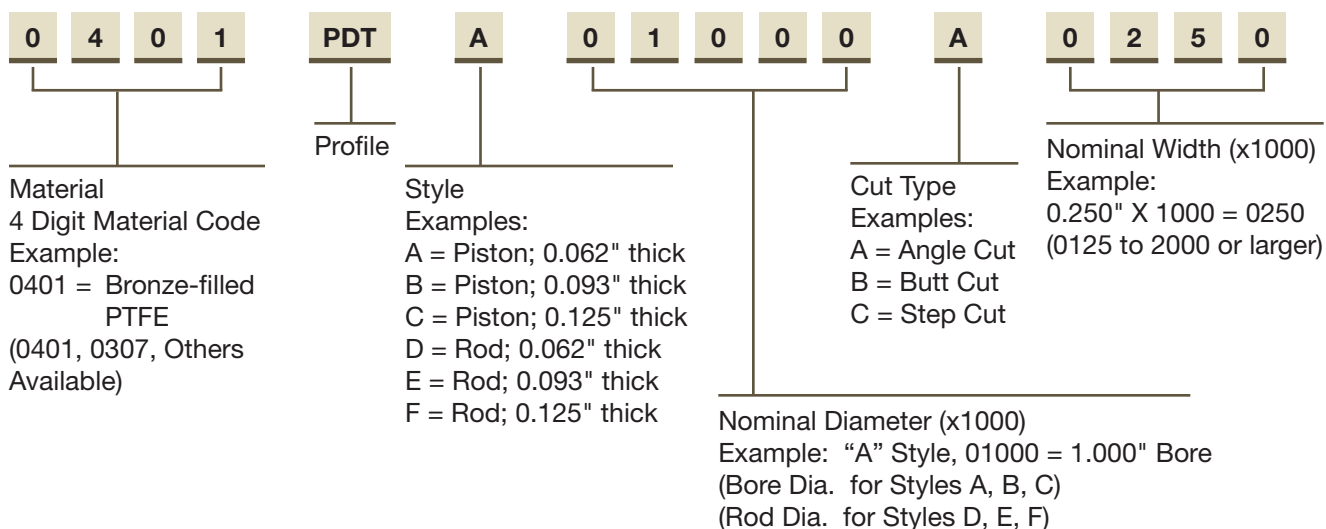 0 4 0 1 PDT A 0 1 0 0 0 A 0 2 5 0
Profile
Material
4 Digit Material Code
Example:
0401 = Bronze-filled
PTFE
(0401, 0307, Others
Available)
Style
Examples:
A = Piston; 0.062" thick
B = Piston; 0.093" thick
C = Piston; 0.125" thick
D = Rod; 0.062" thick
E = Rod; 0.093" thick
F = Rod; 0.125" thick
Cut Type
Examples:
A = Angle Cut
B = Butt Cut
C = Step Cut
Nominal Width (x1000)
Example:
0.250" X 1000 = 0250
(0125 to 2000 or larger)
Nominal Diameter (x1000)
Example: “A” Style, 01000 = 1.000" Bore
(Bore Dia. for Styles A, B, C)
(Rod Dia. for Styles D, E, F)